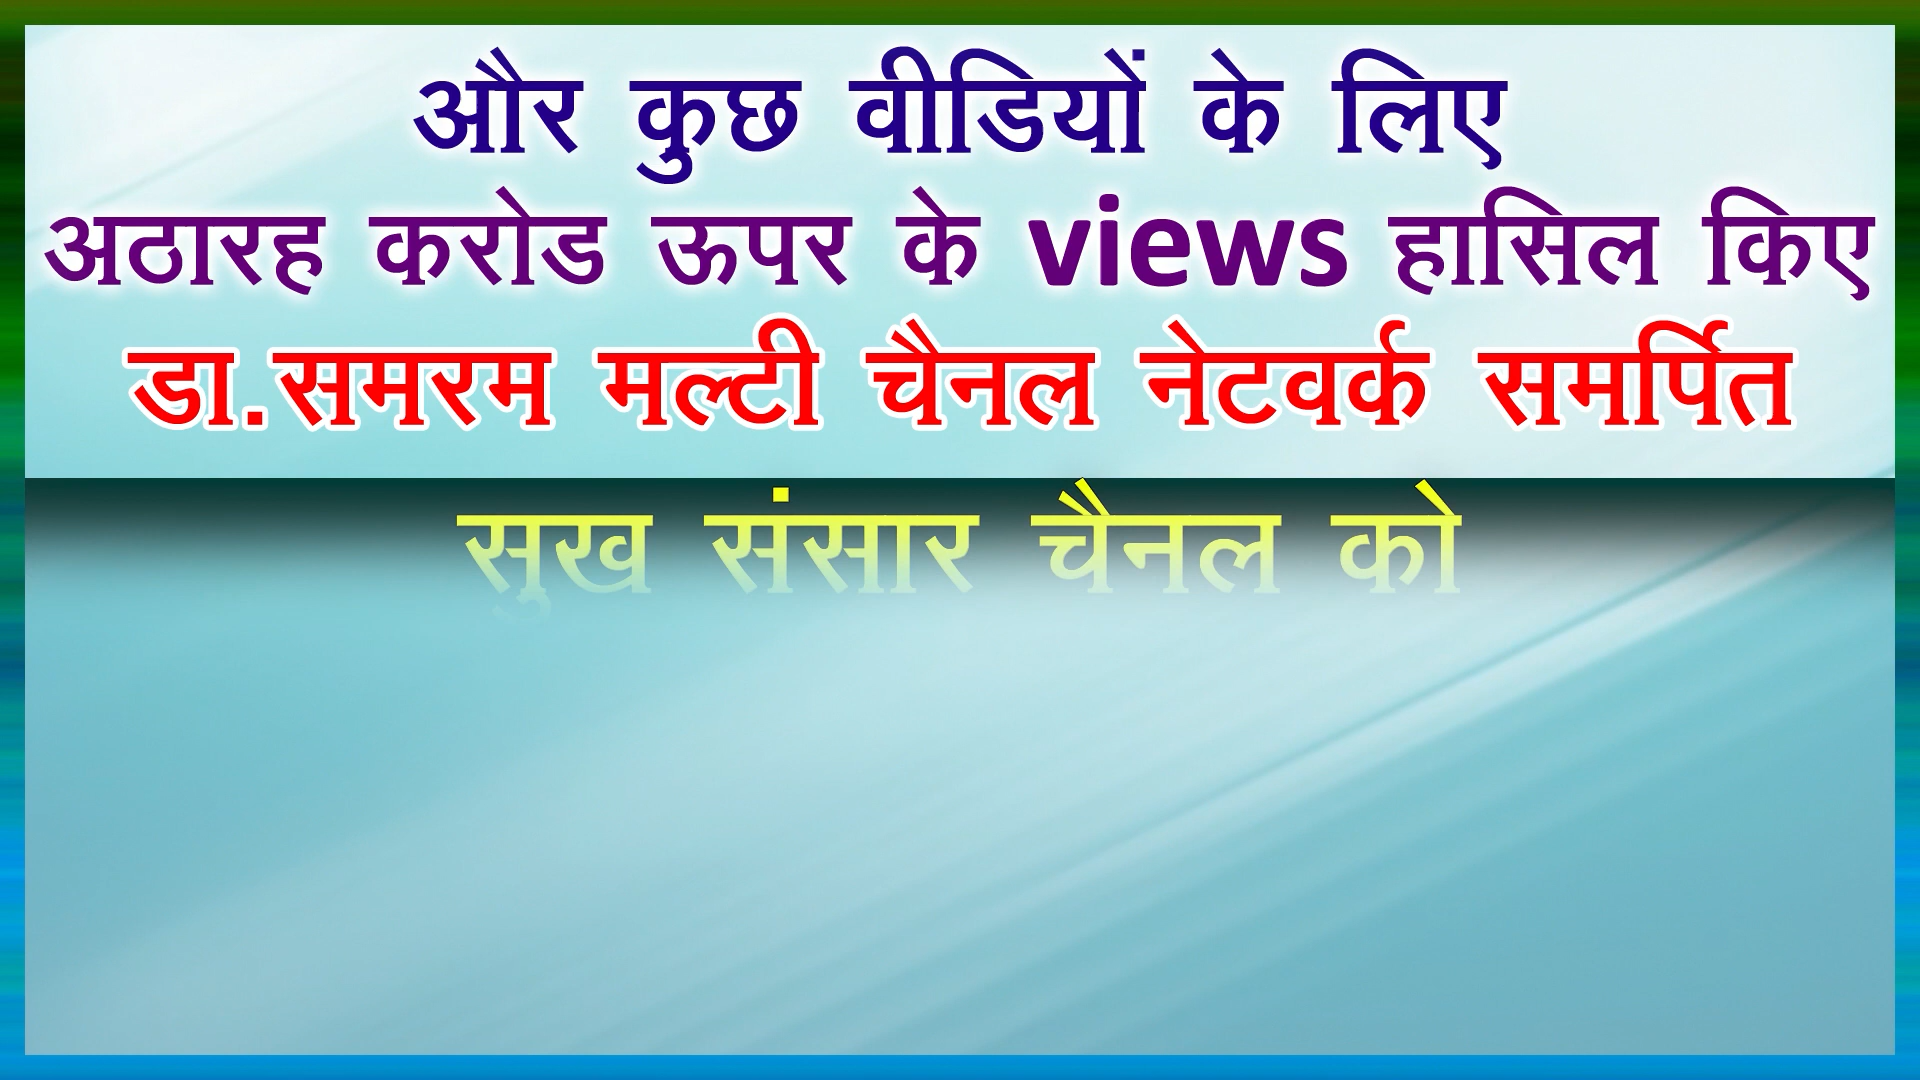 और कुछ वीडियों के लिए
अठारह करोड ऊपर के views हासिल किए
डा.समरम मल्टी चैनल नेटवर्क समर्पित
सुख संसार चैनल को